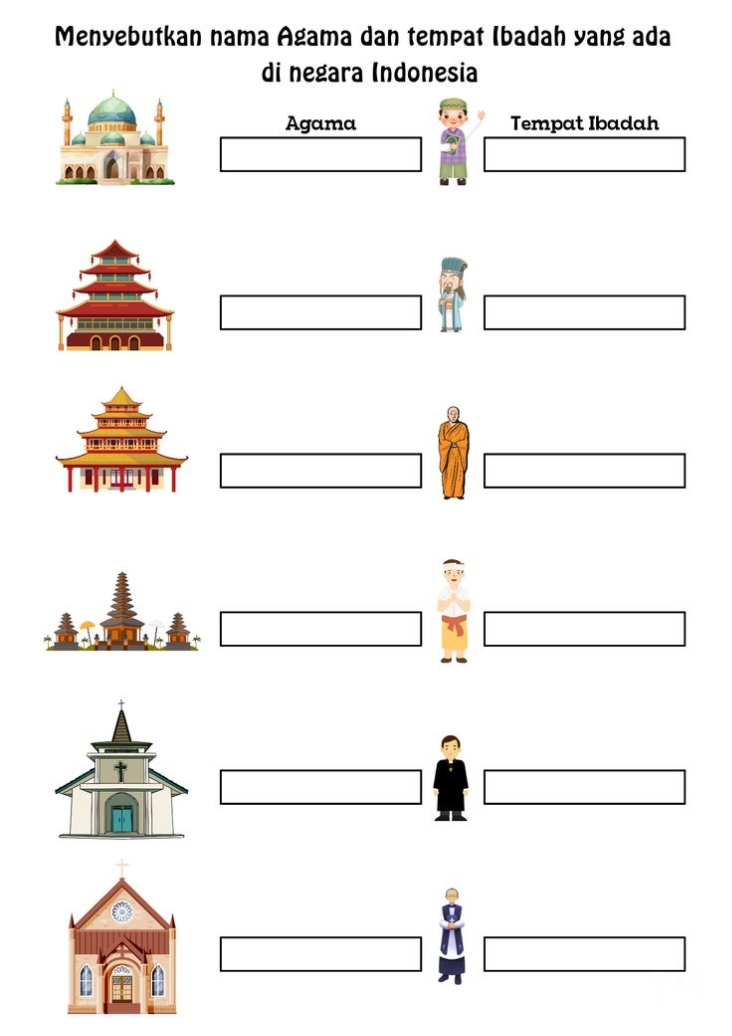 Menyebutkan nama Agama dan tempat Ibadah yang ada
di negara Indonesia
Agama
Tempat Ibadah